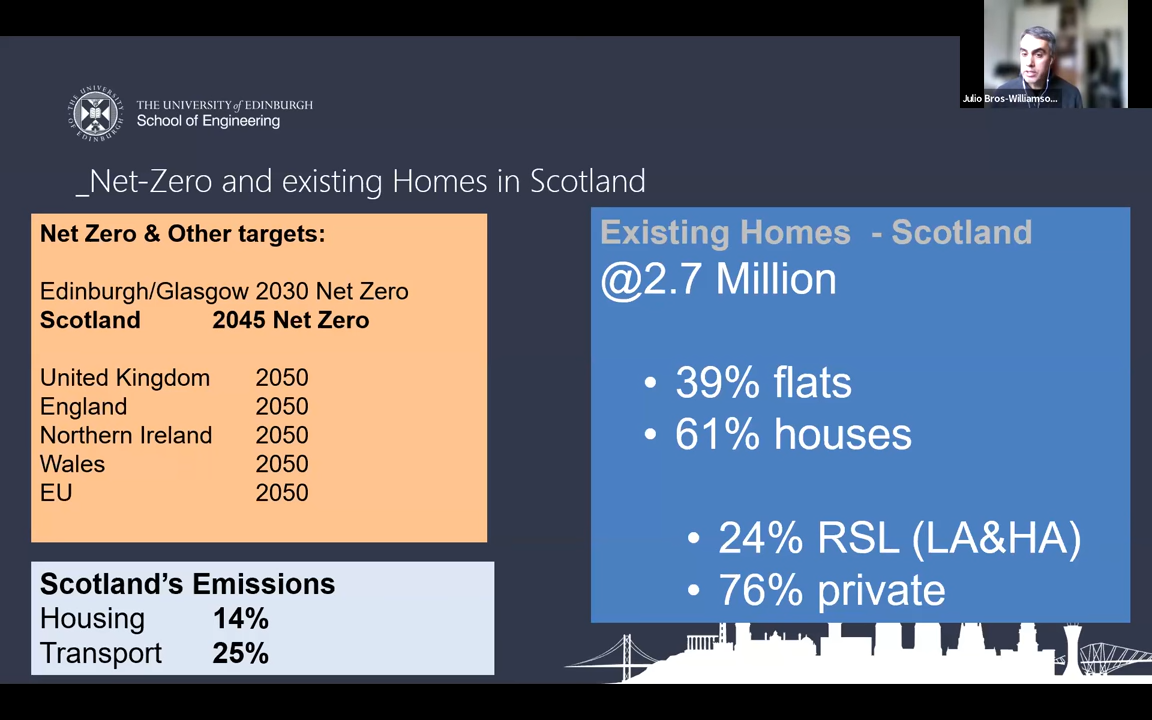 Julio Bros-Williamso...
THE UNIVERSITY of EDINBURGH
School of Engineering
_Net-Zero and existing Homes in Scotland
Net Zero & Other targets:
Edinburgh/Glasgow 2030 Net Zero
Scotland 2045 Net Zero
United Kingdom 2050
England 2050
Northern Ireland 2050
Wales 2050
EU 2050
Scotland's Emissions
Housing 14%
Transport 25%
Existing Homes - Scotland
@2.7 Million
• 39% flats
• 61% houses
• 24% RSL (LA&HA)
• 76% private